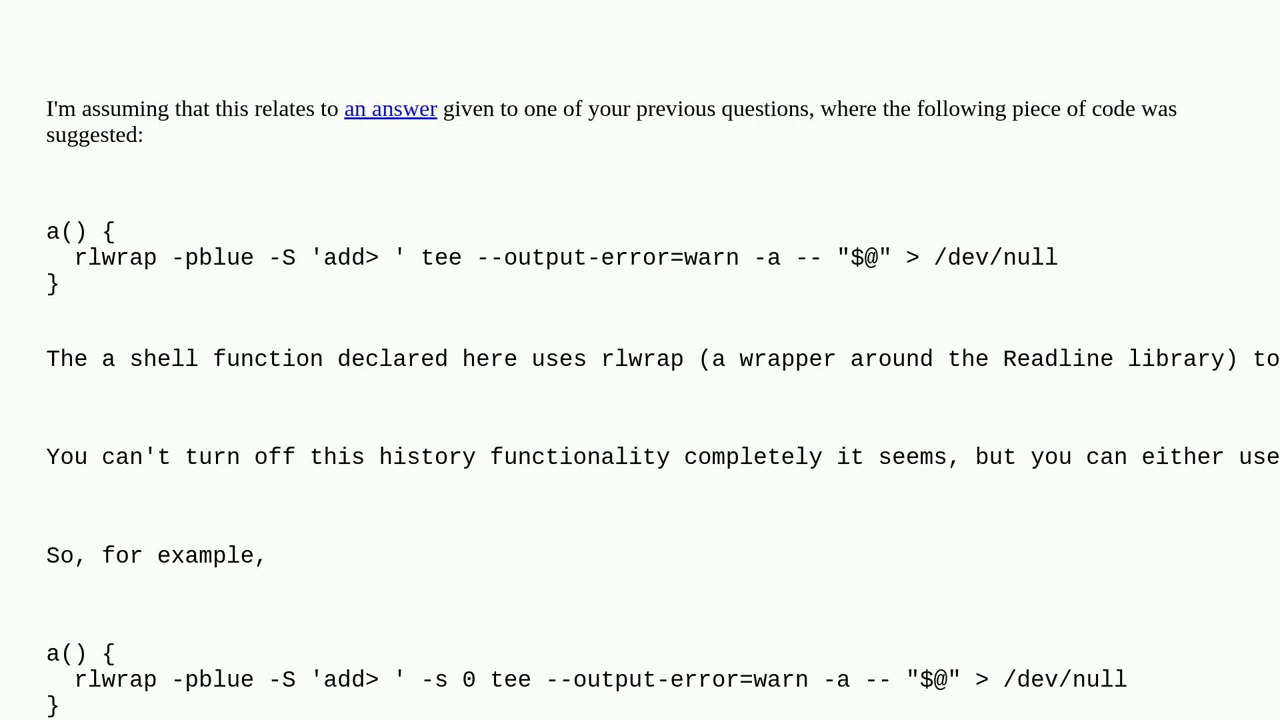 I'm assuming that this relates to an answer given to one of your previous questions, where the following piece of code was
suggested:
a() {
  rlwrap -pblue -S 'add> ' tee --output-error=warn -a -- "$@" > /dev/null
}
The a shell function declared here uses rlwrap (a wrapper around the Readline library) to
You can't turn off this history functionality completely it seems, but you can either use
So, for example,
a() {
  rlwrap -pblue -S 'add> ' -s 0 tee --output-error=warn -a -- "$@" > /dev/null
}